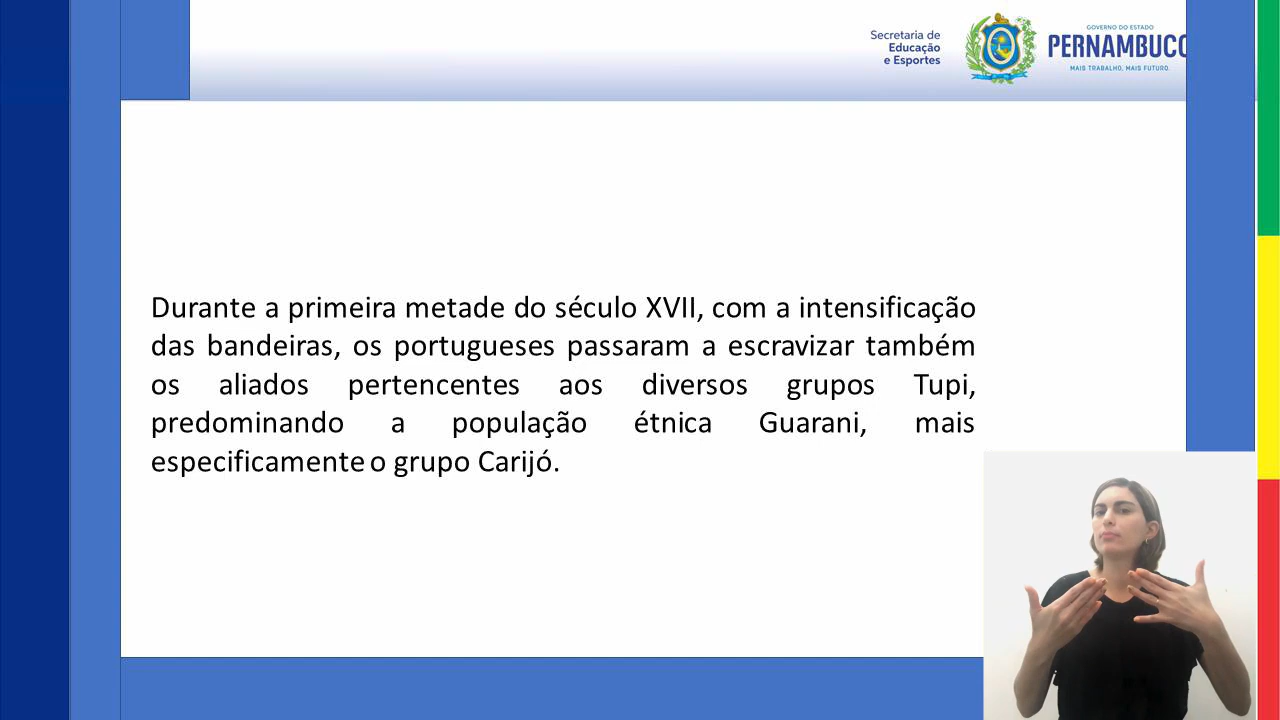 Secretaria de
Educação
e Esportes
GOVERNO DO ESTADO
PERNAMBUCO
MAIS TRABALHO, MAIS FUTURO.
Durante a primeira metade do século XVII, com a intensificação
das bandeiras, os portugueses passaram a escravizar também
os aliados pertencentes aos diversos grupos Tupi,
predominando a população étnica Guarani, mais
especificamente o grupo Carijó.